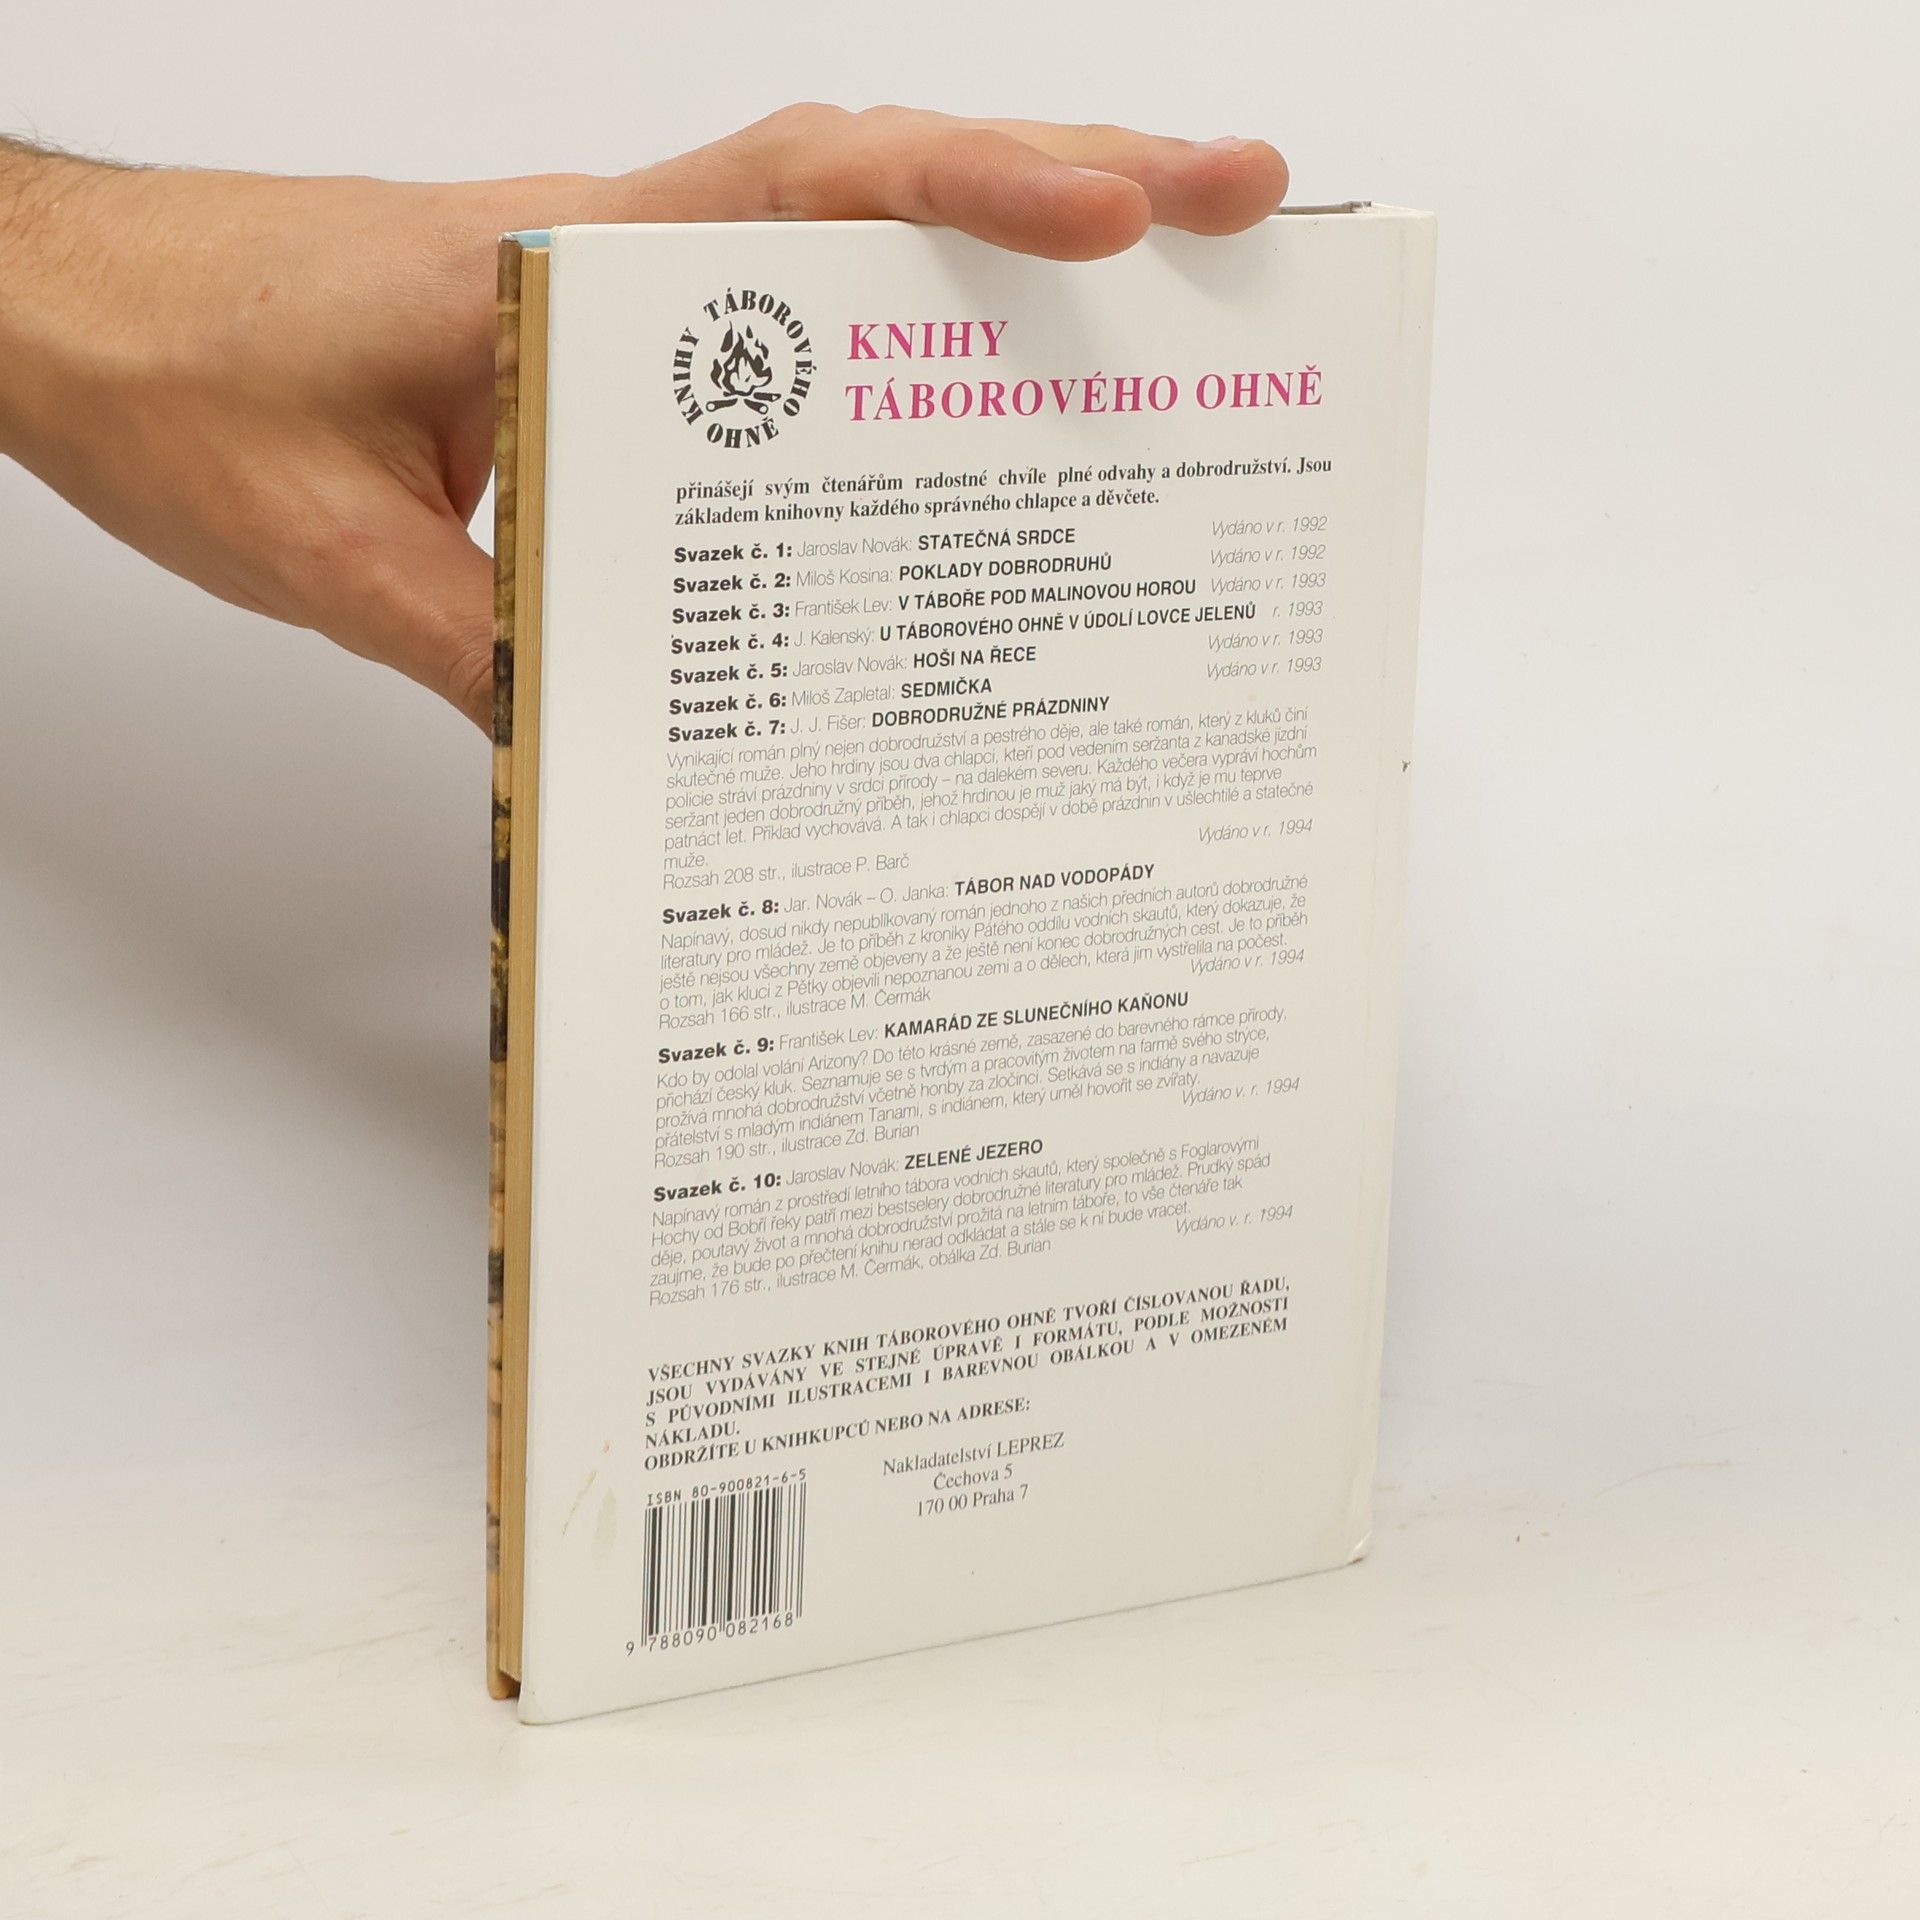 KNIHY TÁBOROVÉHO OHNĚ
KNIHY
TÁBOROVÉHO OHNĚ
přinášejí svým čtenářům radostné chvíle plné odvahy a dobrodružství. Jsou
základem knihovny každého správného chlapce a děvčete.
Svazek č. 1: Jaroslav Novák: STATEČNÁ SRDCE Vydáno v r. 1992
Svazek č. 2: Miloš Kosina: POKLADY DOBRODRUHŮ Vydáno v r. 1992
Svazek č. 3: František Lev: V TÁBOŘE POD MALINOVOU HOROU Vydáno v r. 1993
Svazek č. 4: J. Kalenský: U TÁBOROVÉHO OHNĚ V ÚDOLÍ LOVCE JELENŮ r. 1993
Svazek č. 5: Jaroslav Novák: HOŠI NA ŘECE Vydáno v r. 1993
Svazek č. 6: Miloš Zapletal: SEDMIČKA Vydáno v r. 1993
Svazek č. 7: J. J. Fišer: DOBRODRUŽNÉ PRÁZDNINY
Vynikající román plný nejen dobrodružství a pestrého děje, ale také román, který z kluků činí
skutečné muže. Jeho hrdiny jsou dva chlapci, kteří pod vedením seržanta z kanadské jízdní
policie stráví prázdniny v srdci přírody – na dalekém severu. Každého večera vypráví hochům
seržant jeden dobrodružný příběh, jehož hrdinou je muž jaký má být, i když je mu teprve
patnáct let. Příklad vychovává. A tak i chlapci dospějí v době prázdnin v ušlechtilé a statečné
muže.
Vydáno v r. 1994
Rozsah 208 str., ilustrace P. Barč
Svazek č. 8: Jar. Novák – O. Janka: TÁBOR NAD VODOPÁDY
Napínavý, dosud nikdy nepublikovaný román jednoho z našich předních autorů dobrodružné
literatury pro mládež. Je to příběh z kroniky Pátého oddílu vodních skautů, který dokazuje, že
ještě nejsou všechny země objeveny a že ještě není konec dobrodružných cest. Je to příběh
o tom, jak kluci z Pětky objevili nepoznanou zemi a o dělech, která jim vystřelila na počest.
Rozsah 166 str., ilustrace M. Čermák Vydáno v r. 1994
Svazek č. 9: František Lev: KAMARÁD ZE SLUNEČNÍHO KAŇONU
Kdo by odolal volání Arizony? Do této krásné země, zasazené do barevného rámce přírody,
přichází český kluk. Seznamuje se s tvrdým a pracovitým životem na farmě svého strýce,
prožívá mnohá dobrodružství včetně honby za zločinci. Setkává se s indiány a navazuje
přátelství s mladým indiánem Tanami, s indiánem, který uměl hovořit se zvířaty.
Rozsah 190 str., ilustrace Zd. Burian Vydáno v. r. 1994
Svazek č. 10: Jaroslav Novák: ZELENÉ JEZERO
Napínavý román z prostředí letního tábora vodních skautů, který společně s Foglarovými
Hochy od Bobří řeky patří mezi bestselery dobrodružné literatury pro mládež. Prudký spád
děje, poutavý život a mnohá dobrodružství prožitá na letním táboře, to vše čtenáře tak
zaujme, že bude po přečtení knihu nerad odkládat a stále se k ní bude vracet.
Rozsah 176 str., ilustrace M. Čermák, obálka Zd. Burian Vydáno v. r. 1994
VŠECHNY SVAZKY KNIH TÁBOROVÉHO OHNĚ TVOŘÍ ČÍSLOVANOU ŘADU,
JSOU VYDÁVÁNY VE STEJNÉ ÚPRAVĚ I FORMÁTU, PODLE MOŽNOSTI
S PŮVODNÍMI ILUSTRACEMI I BAREVNOU OBÁLKOU A V OMEZENÉM
NÁKLADU.
OBDRŽÍTE U KNIHKUPCŮ NEBO NA ADRESE:
Nakladatelství LEPREZ
Čechova 5
170 00 Praha 7
ISBN 80-900821-6-5
9 788090 082168